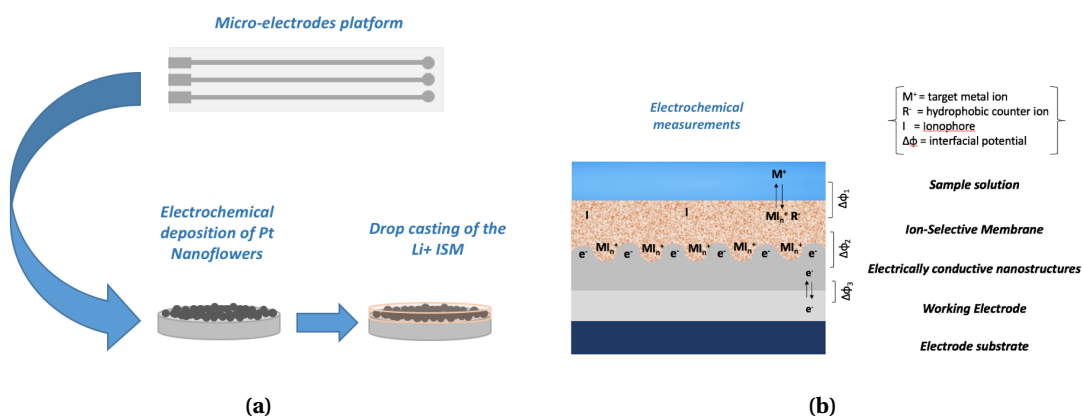 Micro-electrodes platform
Electrochemical
deposition of Pt
Nanoflowers
Drop casting of the
Li+ ISM
(a)
Electrochemical
measurements
M⁺ = target metal ion
R⁻ = hydrophobic counter ion
I = Ionophore
Δϕ = interfacial potential
M⁺
I I MIₙ⁺ R⁻
MIₙ⁺ MIₙ⁺ MIₙ⁺ MIₙ⁺ MIₙ⁺
e⁻ e⁻ e⁻ e⁻ e⁻ e⁻
e⁻
e⁻
Δϕ₁
Δϕ₂
Δϕ₃
Sample solution
Ion-Selective Membrane
Electrically conductive nanostructures
Working Electrode
Electrode substrate
(b)